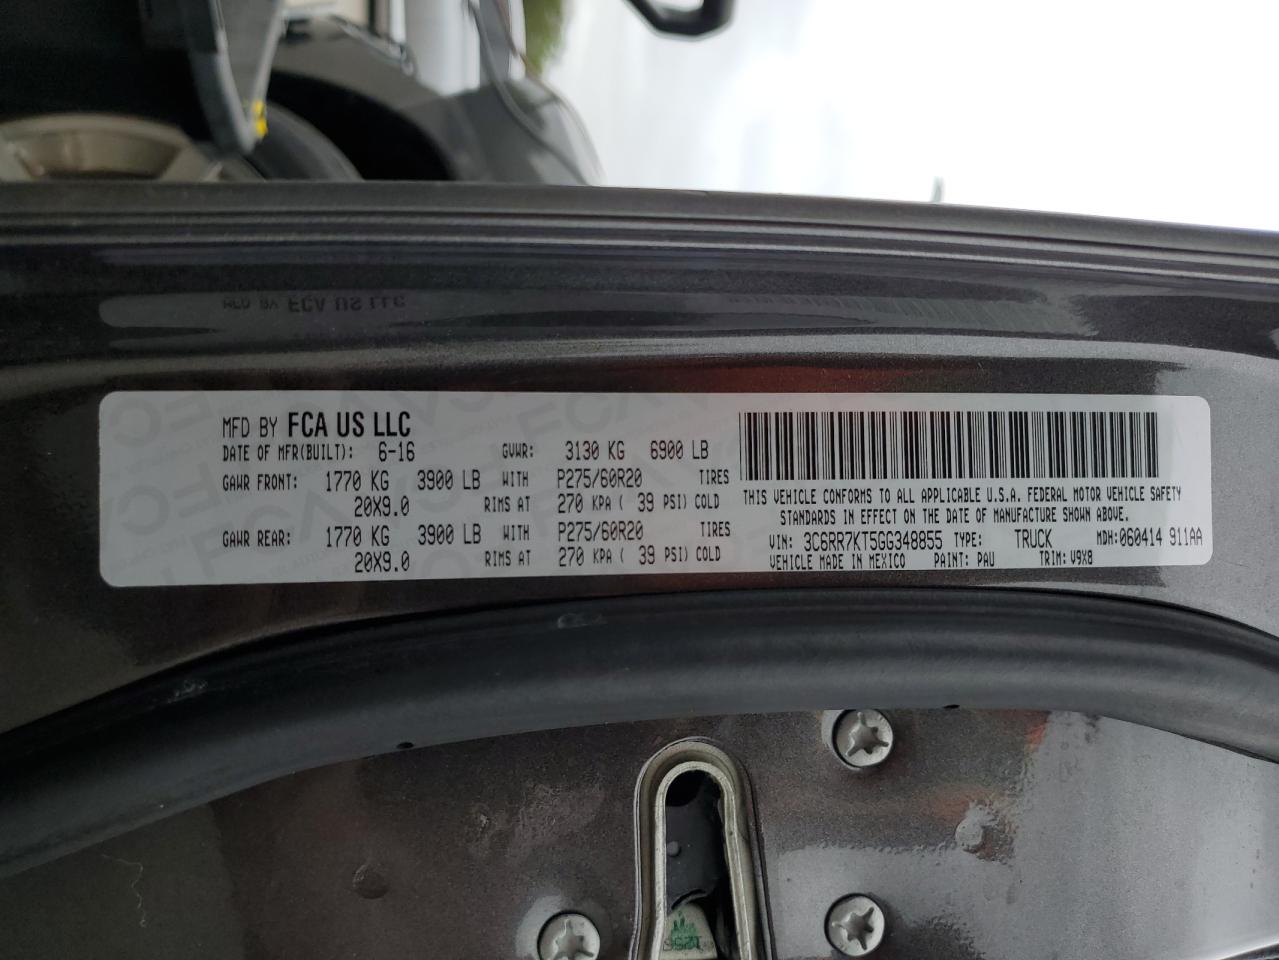 MFD BY FCA US LLC
DATE OF MFR(BUILT): 6-16 GVWR: 3130 KG 6900 LB
GAWR FRONT: 1770 KG 3900 LB WITH P275/60R20 TIRES
20X9.0 RIMS AT 270 KPA ( 39 PSI) COLD
GAWR REAR: 1770 KG 3900 LB WITH P275/60R20 TIRES
20X9.0 RIMS AT 270 KPA ( 39 PSI) COLD
THIS VEHICLE CONFORMS TO ALL APPLICABLE U.S.A. FEDERAL MOTOR VEHICLE SAFETY
STANDARDS IN EFFECT ON THE DATE OF MANUFACTURE SHOWN ABOVE.
VIN: 3C6RR7KT5GG348855 TYPE: TRUCK MDH: 060414 911AA
VEHICLE MADE IN MEXICO PAINT: PAU TRIM: V9X8